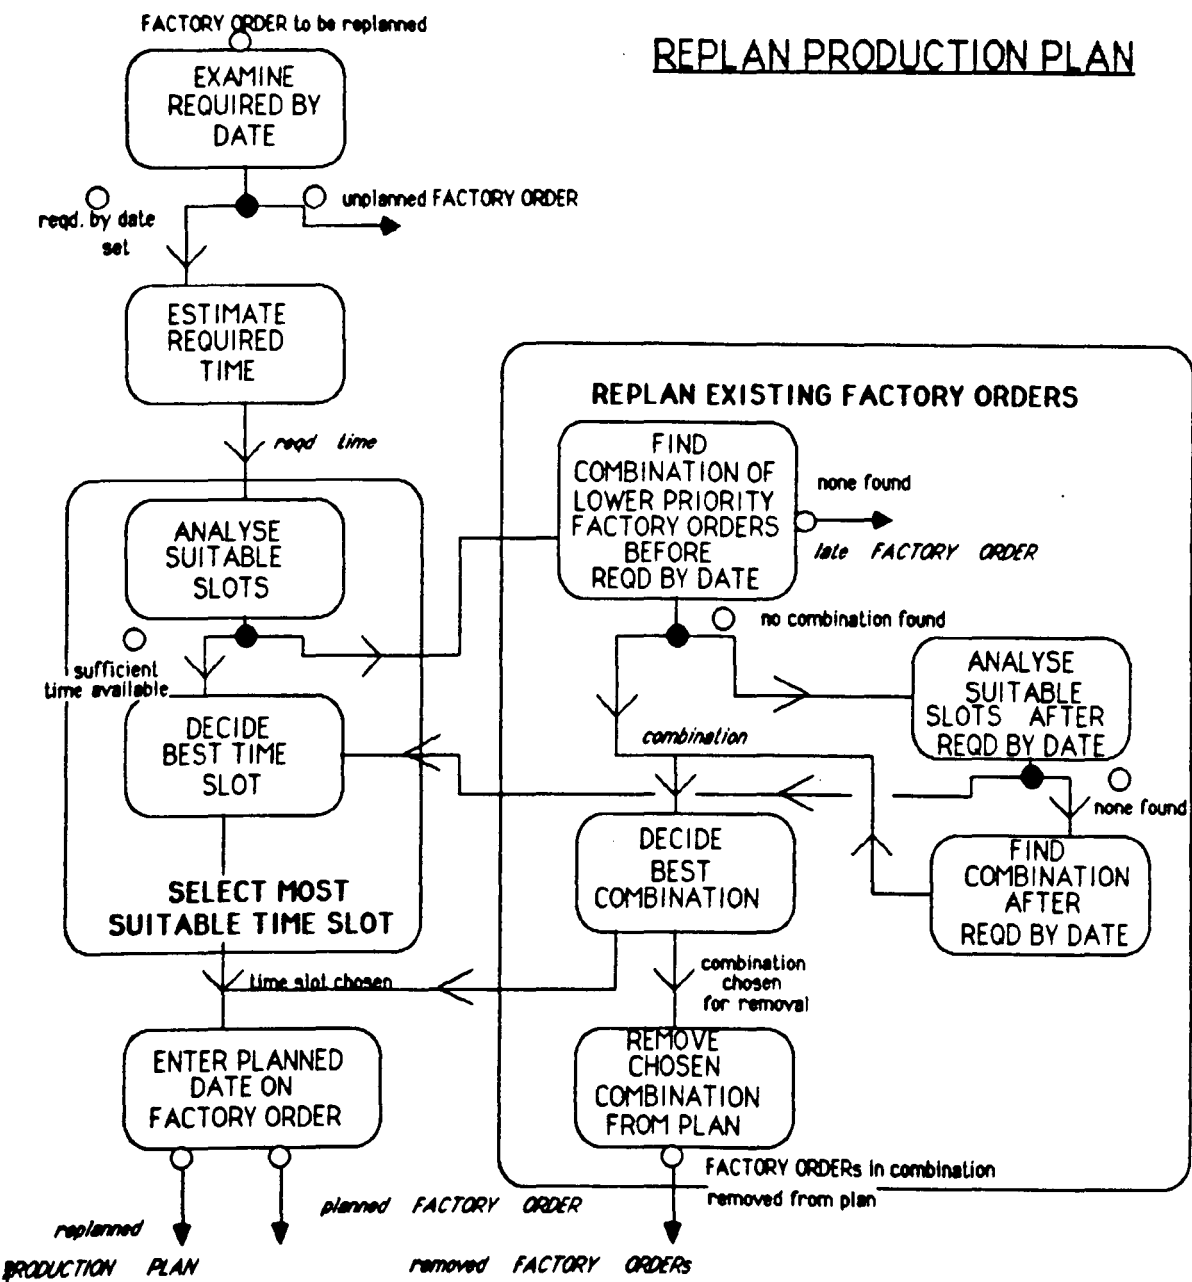 FACTORY ORDER to be replanned
REPLAN PRODUCTION PLAN
EXAMINE
REQUIRED BY
DATE
reqd. by date
set
unplanned FACTORY ORDER
ESTIMATE
REQUIRED
TIME
reqd time
REPLAN EXISTING FACTORY ORDERS
FIND
COMBINATION OF
LOWER PRIORITY
FACTORY ORDERS
BEFORE
REQD BY DATE
none found
late FACTORY ORDER
ANALYSE
SUITABLE
SLOTS
sufficient
time available
no combination found
ANALYSE
SUITABLE
SLOTS AFTER
REQD BY DATE
DECIDE
BEST TIME
SLOT
combination
none found
DECIDE
BEST
COMBINATION
FIND
COMBINATION
AFTER
REQD BY DATE
SELECT MOST
SUITABLE TIME SLOT
time slot chosen
combination
chosen
for removal
ENTER PLANNED
DATE ON
FACTORY ORDER
REMOVE
CHOSEN
COMBINATION
FROM PLAN
FACTORY ORDERs in combination
removed from plan
planned FACTORY ORDER
replanned
PRODUCTION PLAN
removed FACTORY ORDERs